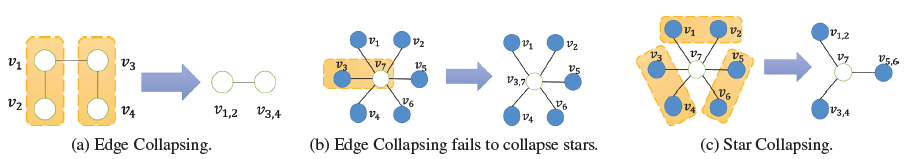 v1
v3
v2
v4
v1,2
v3,4
(a) Edge Collapsing.
v1
v2
v3
v7
v5
v4
v6
v1
v2
v3,7
v5
v4
v6
(b) Edge Collapsing fails to collapse stars.
v1
v2
v3
v7
v5
v4
v6
v1,2
v7
v5,6
v3,4
(c) Star Collapsing.